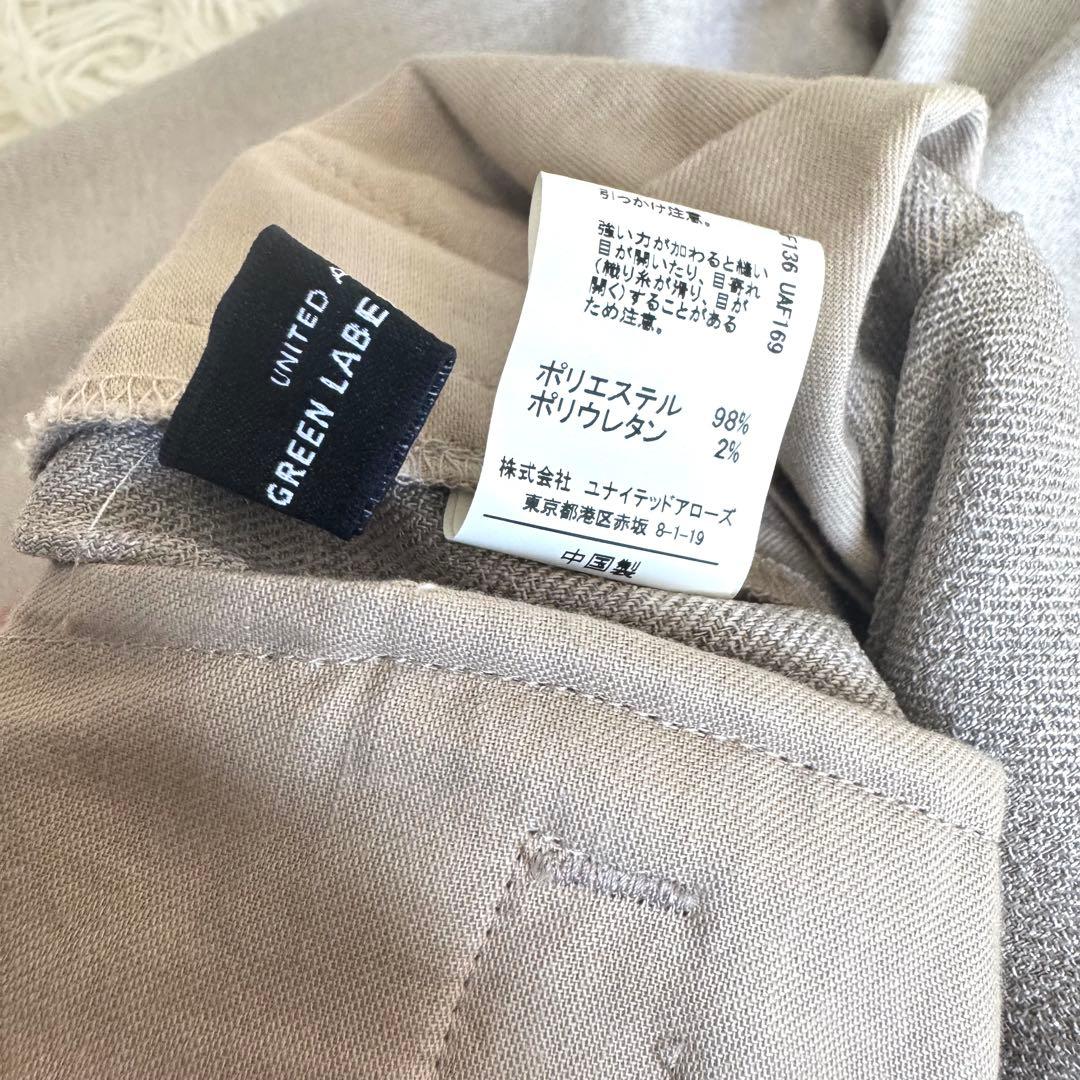 UNITED A
GREEN LABE
引っかけ注意。
強い力が加わると縫い
目が開いたり、目寄れ
(織り糸が滑り、目が
開く)することがある
ため注意。
F136 UAF169
ポリエステル 98%
ポリウレタン 2%
株式会社 ユナイテッドアローズ
東京都港区赤坂 8-1-19
中国製